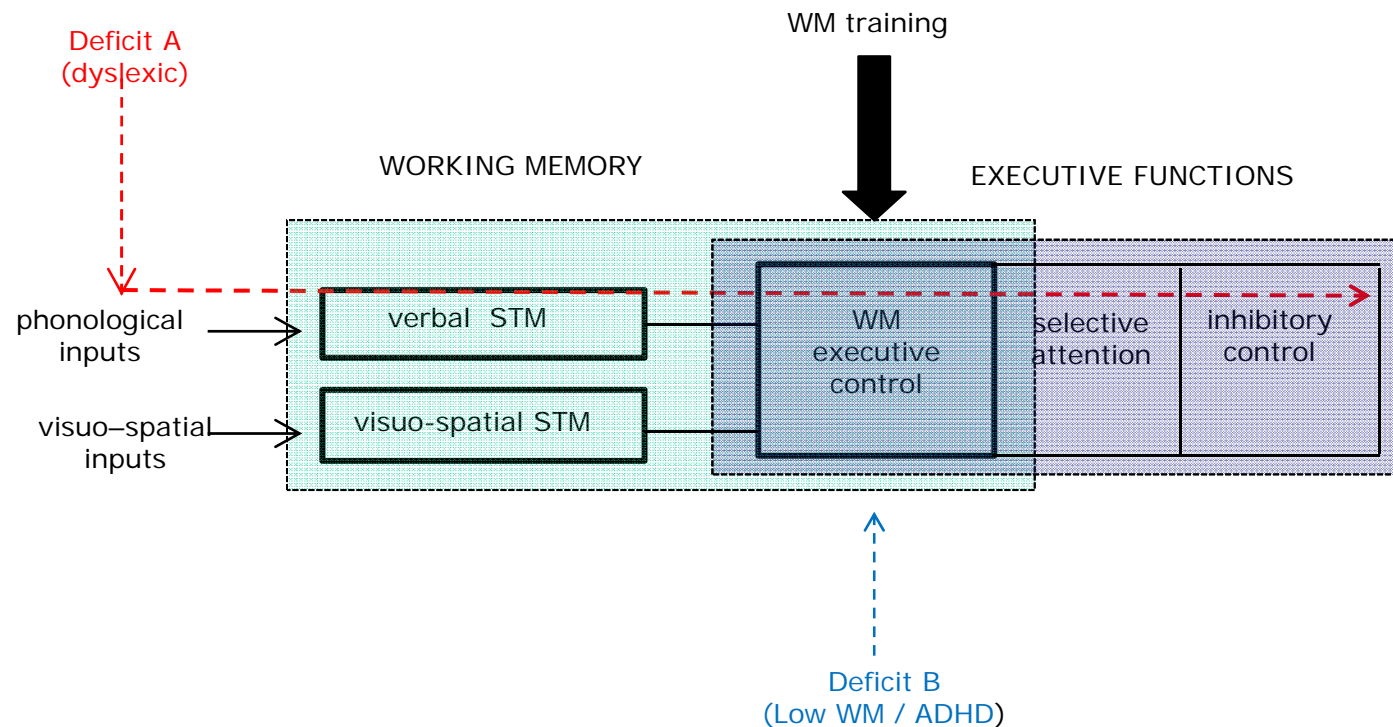 WM training
Deficit A
(dyslexic)
WORKING MEMORY
EXECUTIVE FUNCTIONS
phonological
inputs
verbal STM
WM
executive
control
selective
attention
inhibitory
control
visuo–spatial
inputs
visuo-spatial STM
Deficit B
(Low WM / ADHD)